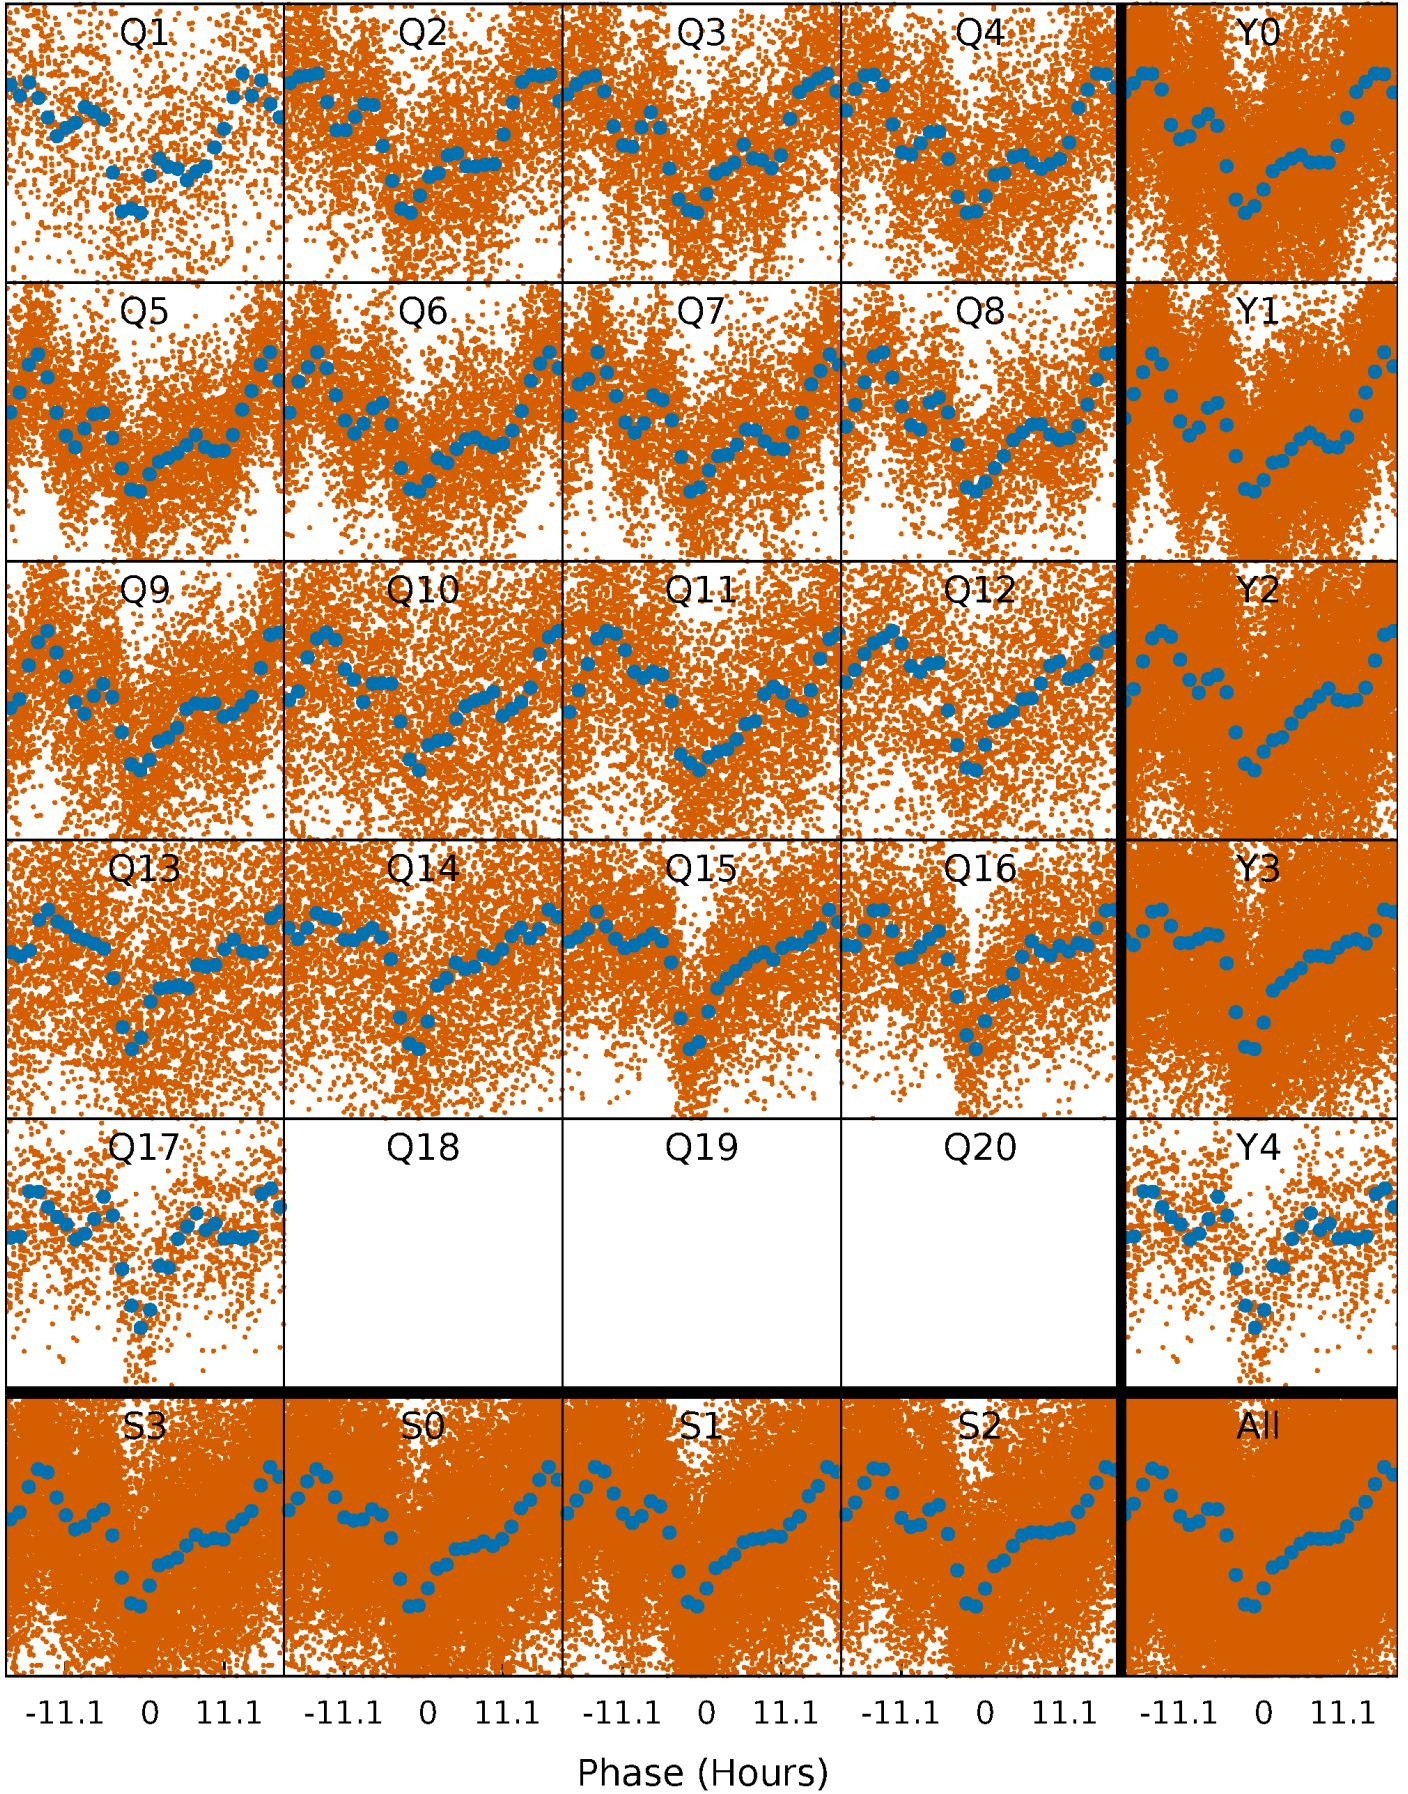 Q1 Q2 Q3 Q4 Y0
Q5 Q6 Q7 Q8 Y1
Q9 Q10 Q11 Q12 Y2
Q13 Q14 Q15 Q16 Y3
Q17 Q18 Q19 Q20 Y4
S3 S0 S1 S2 All
-11.1 0 11.1 -11.1 0 11.1 -11.1 0 11.1 -11.1 0 11.1 -11.1 0 11.1
Phase (Hours)